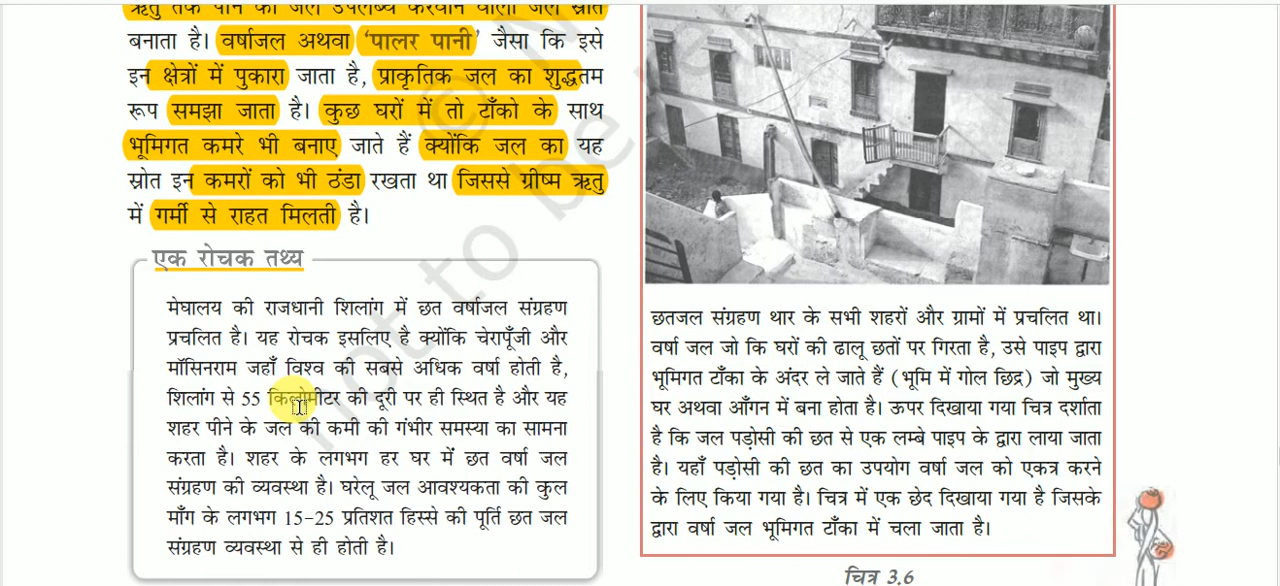 ऋतु तक पीने का जल उपलब्ध करवाने वाला जल स्रोत
बनाता है। वर्षाजल अथवा ‘पालर पानी’ जैसा कि इसे
इन क्षेत्रों में पुकारा जाता है, प्राकृतिक जल का शुद्धतम
रूप समझा जाता है। कुछ घरों में तो टाँको के साथ
भूमिगत कमरे भी बनाए जाते हैं क्योंकि जल का यह
स्रोत इन कमरों को भी ठंडा रखता था जिससे ग्रीष्म ऋतु
में गर्मी से राहत मिलती है।
एक रोचक तथ्य
मेघालय की राजधानी शिलांग में छत वर्षाजल संग्रहण
प्रचलित है। यह रोचक इसलिए है क्योंकि चेरापूँजी और
मॉसिनराम जहाँ विश्व की सबसे अधिक वर्षा होती है,
शिलांग से 55 किलोमीटर की दूरी पर ही स्थित है और यह
शहर पीने के जल की कमी की गंभीर समस्या का सामना
करता है। शहर के लगभग हर घर में छत वर्षा जल
संग्रहण की व्यवस्था है। घरेलू जल आवश्यकता की कुल
माँग के लगभग 15-25 प्रतिशत हिस्से की पूर्ति छत जल
संग्रहण व्यवस्था से ही होती है।
छतजल संग्रहण थार के सभी शहरों और ग्रामों में प्रचलित था।
वर्षा जल जो कि घरों की ढालू छतों पर गिरता है, उसे पाइप द्वारा
भूमिगत टाँका के अंदर ले जाते हैं (भूमि में गोल छिद्र) जो मुख्य
घर अथवा आँगन में बना होता है। ऊपर दिखाया गया चित्र दर्शाता
है कि जल पड़ोसी की छत से एक लम्बे पाइप के द्वारा लाया जाता
है। यहाँ पड़ोसी की छत का उपयोग वर्षा जल को एकत्र करने
के लिए किया गया है। चित्र में एक छेद दिखाया गया है जिसके
द्वारा वर्षा जल भूमिगत टाँका में चला जाता है।
चित्र 3.6
© N
not to be re